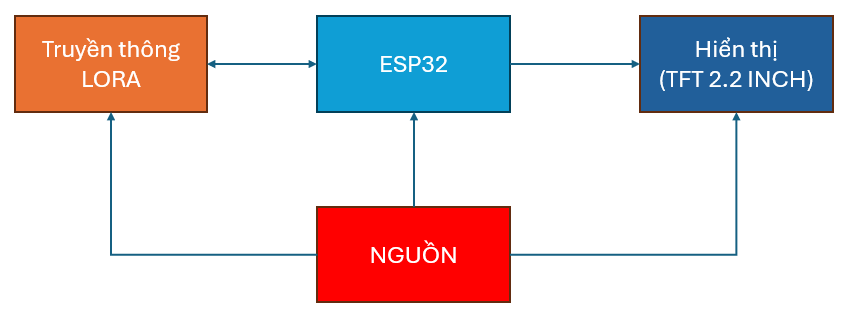 Truyền thông
LORA
ESP32
Hiển thị
(TFT 2.2 INCH)
NGUỒN